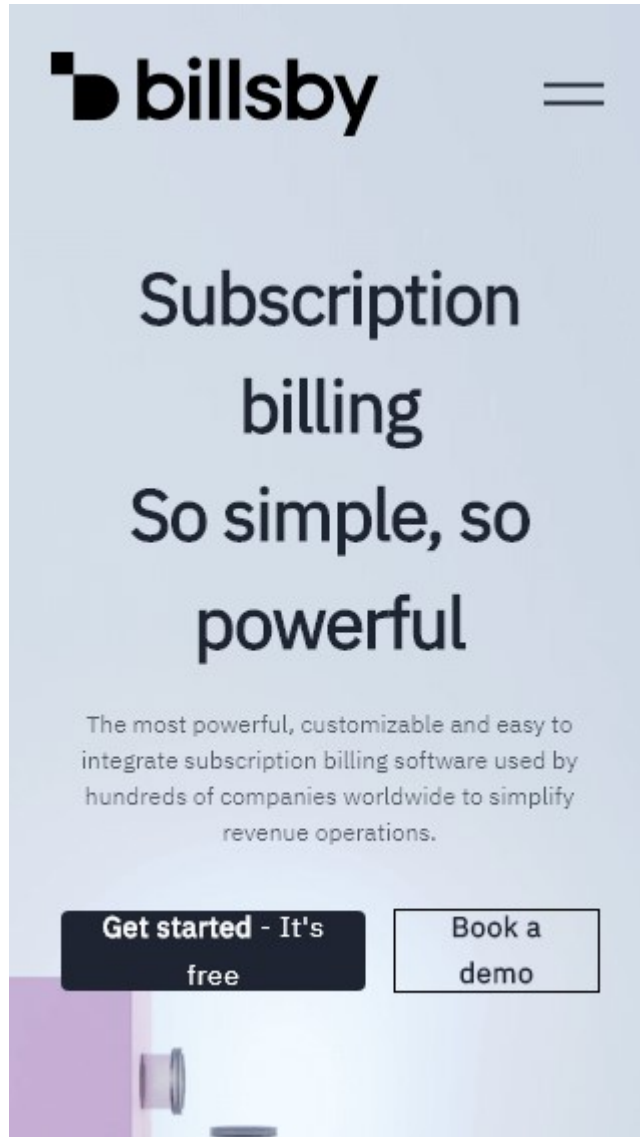 billsby
Subscription
billing
So simple, so
powerful
The most powerful, customizable and easy to
integrate subscription billing software used by
hundreds of companies worldwide to simplify
revenue operations.
Get started - It's
free
Book a
demo